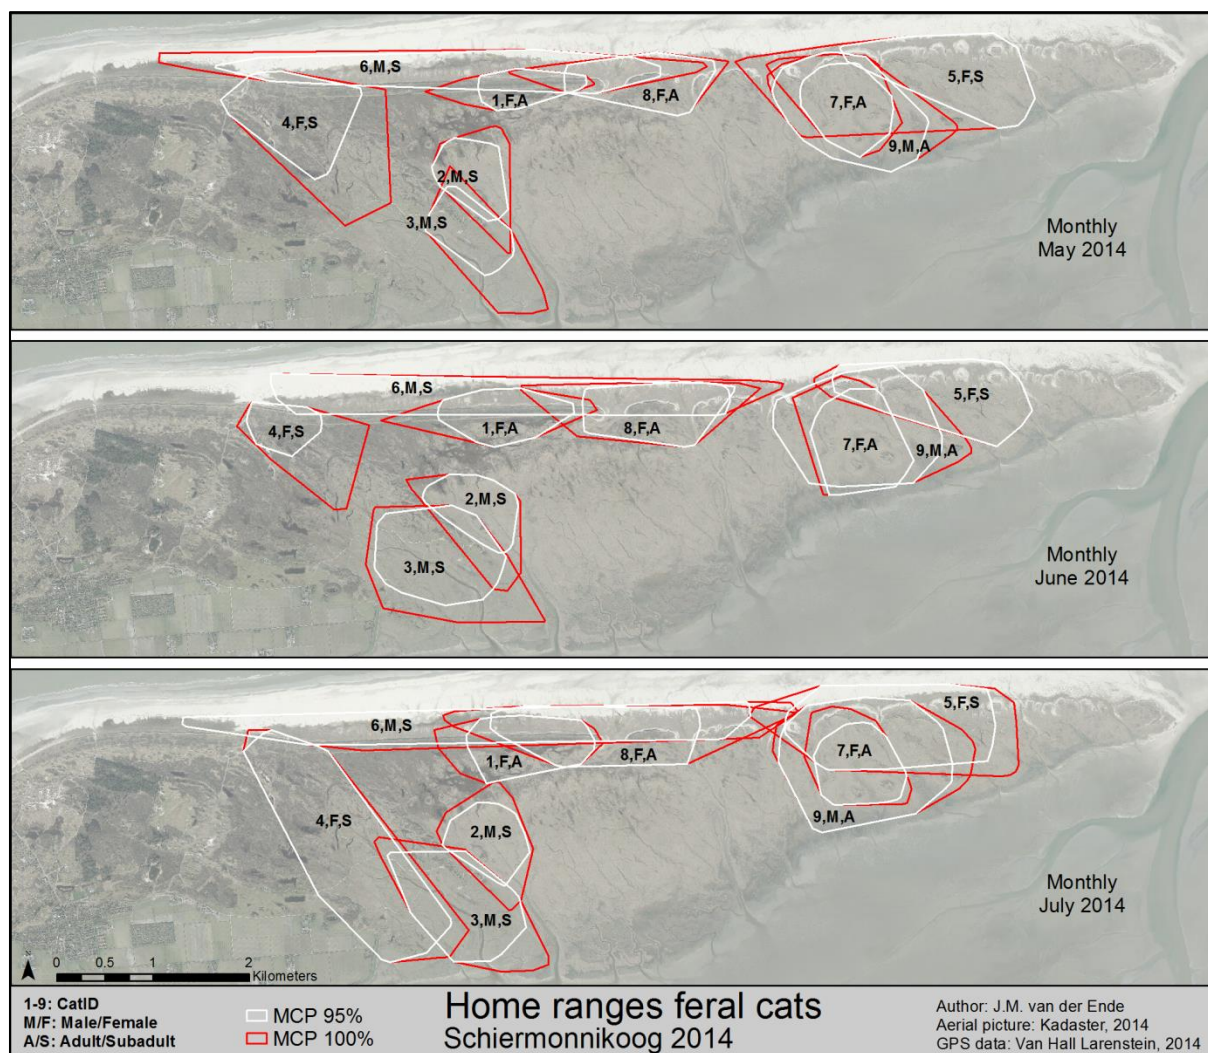 6,M,S
5,F,S
1,F,A
8,F,A
7,F,A
4,F,S
9,M,A
2,M,S
3,M,S
Monthly
May 2014
6,M,S
5,F,S
4,F,S
1,F,A
8,F,A
7,F,A
9,M,A
2,M,S
3,M,S
Monthly
June 2014
6,M,S
5,F,S
1,F,A
8,F,A
7,F,A
4,F,S
2,M,S
9,M,A
3,M,S
Monthly
July 2014
N
0 0.5 1 2
Kilometers
1-9: CatID
M/F: Male/Female
A/S: Adult/Subadult
MCP 95%
MCP 100%
Home ranges feral cats
Schiermonnikoog 2014
Author: J.M. van der Ende
Aerial picture: Kadaster, 2014
GPS data: Van Hall Larenstein, 2014